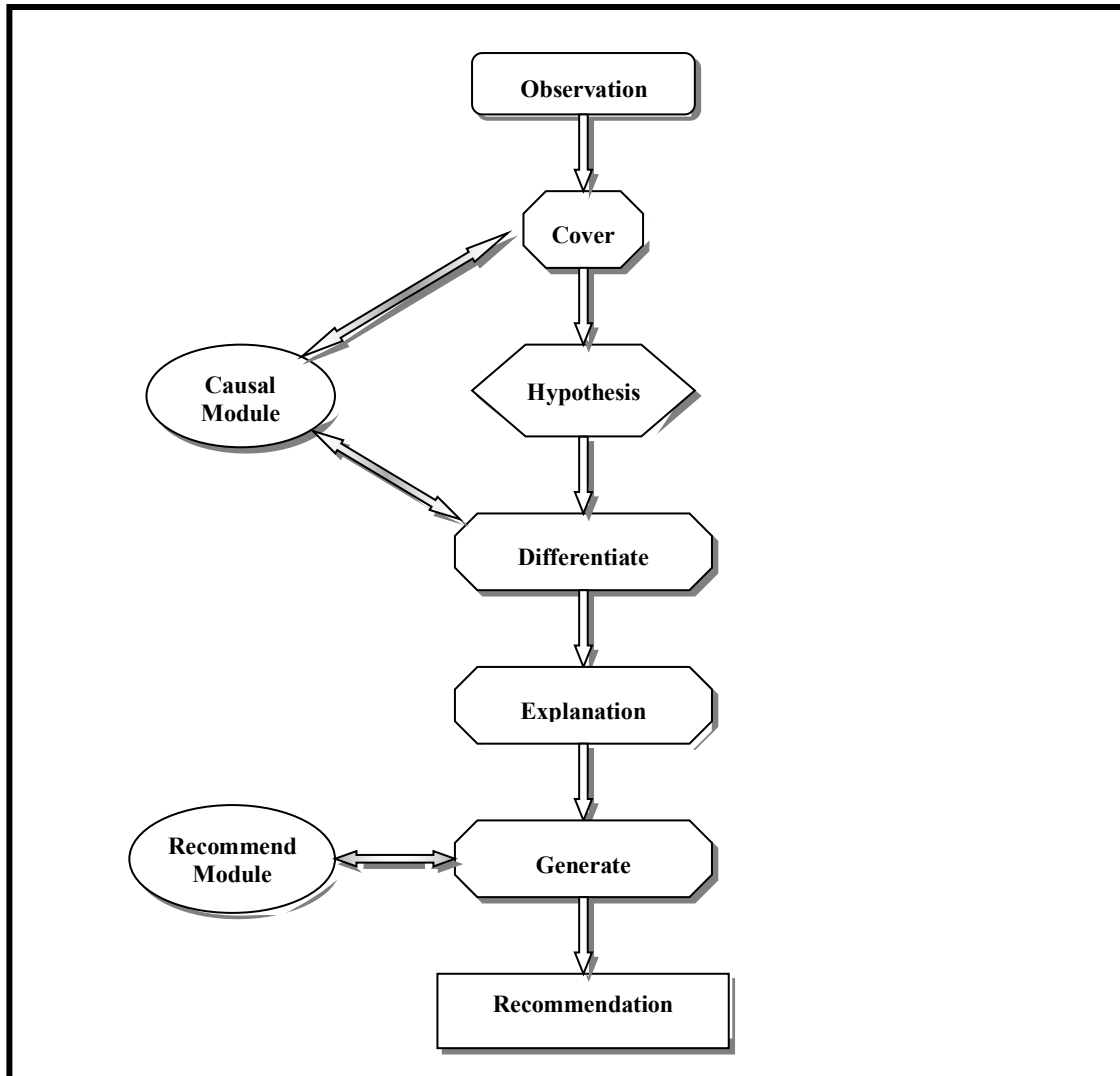 Observation
Cover
Causal
Module
Hypothesis
Differentiate
Explanation
Recommend
Module
Generate
Recommendation